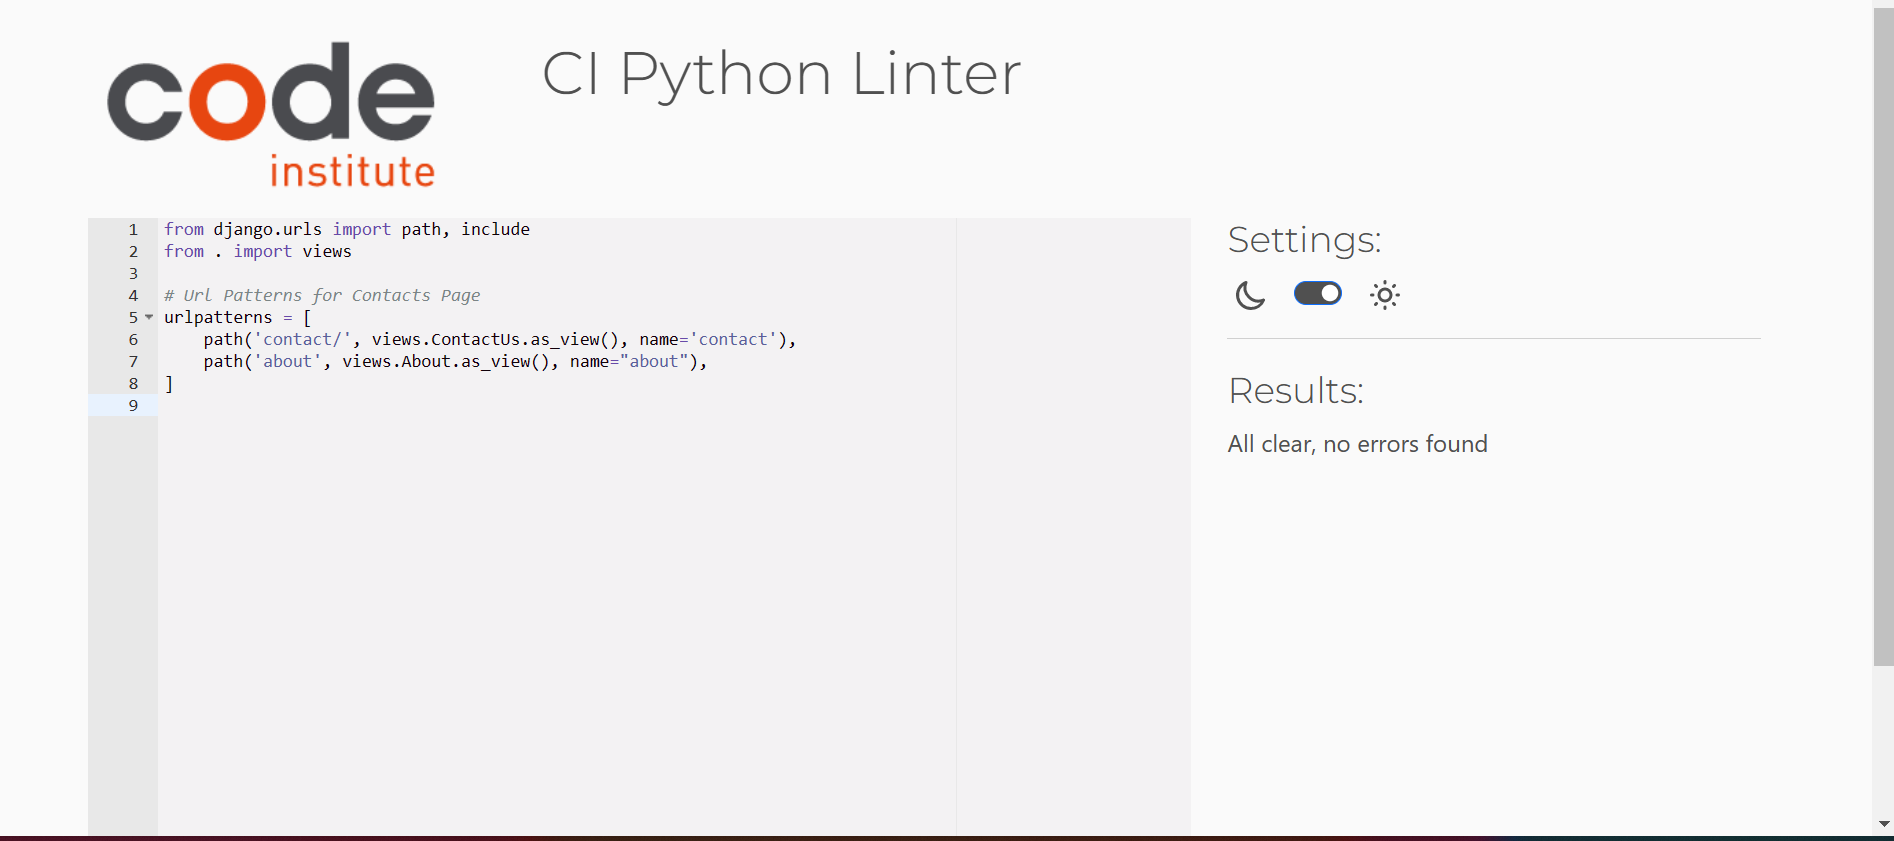 code
institute
CI Python Linter
1 from django.urls import path, include
2 from . import views
3
4 # Url Patterns for Contacts Page
5 urlpatterns = [
6     path('contact/', views.ContactUs.as_view(), name='contact'),
7     path('about', views.About.as_view(), name="about"),
8 ]
9
Settings:
Results:
All clear, no errors found